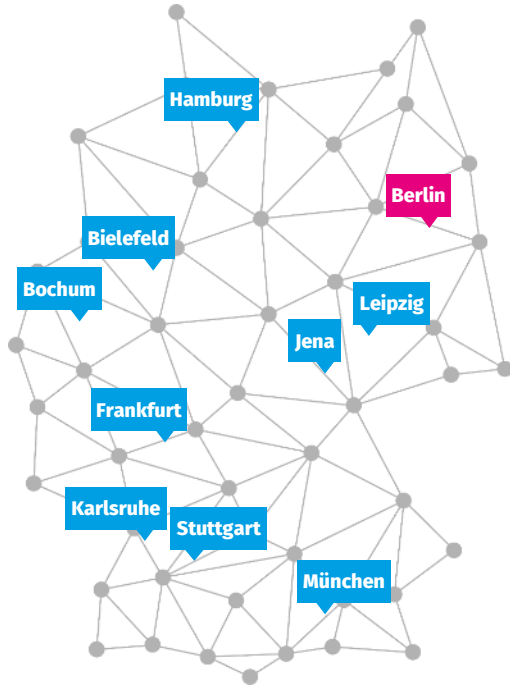 Hamburg
Berlin
Bielefeld
Bochum
Leipzig
Jena
Frankfurt
Karlsruhe
Stuttgart
München